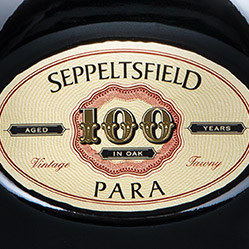 SEPPELTSFIELD
AGED 100 YEARS
IN OAK
Vintage Tawny
PARA